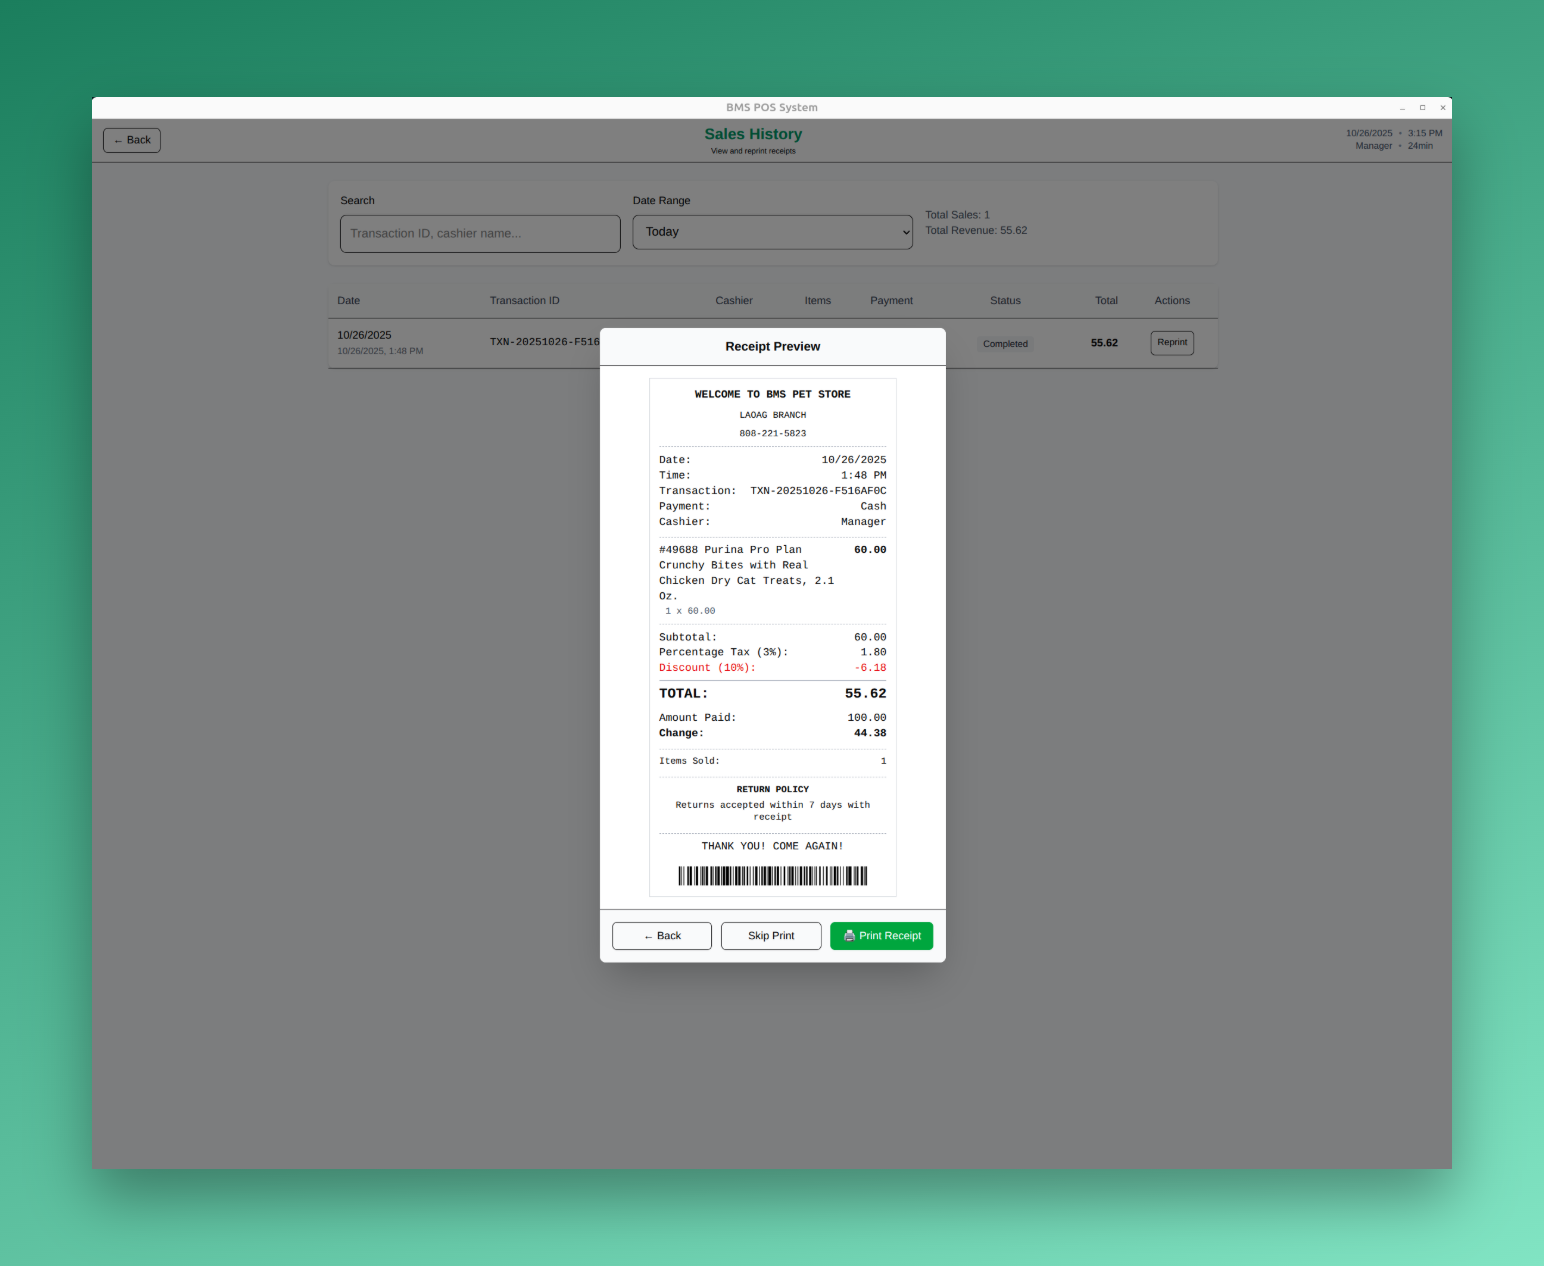 BMS POS System
← Back
Sales History
View and reprint receipts
10/26/2025 • 3:15 PM
Manager • 24min
Search
Date Range
Transaction ID, cashier name...
Today
Total Sales: 1
Total Revenue: 55.62
Date Transaction ID Cashier Items Payment Status Total Actions
10/26/2025
10/26/2025, 1:48 PM
TXN-20251026-F516
Completed
55.62
Reprint
Receipt Preview
WELCOME TO BMS PET STORE
LAOAG BRANCH
808-221-5823
Date: 10/26/2025
Time: 1:48 PM
Transaction: TXN-20251026-F516AF0C
Payment: Cash
Cashier: Manager
#49688 Purina Pro Plan 60.00
Crunchy Bites with Real
Chicken Dry Cat Treats, 2.1
Oz.
1 x 60.00
Subtotal: 60.00
Percentage Tax (3%): 1.80
Discount (10%): -6.18
TOTAL: 55.62
Amount Paid: 100.00
Change: 44.38
Items Sold: 1
RETURN POLICY
Returns accepted within 7 days with
receipt
THANK YOU! COME AGAIN!
← Back
Skip Print
🖨️ Print Receipt